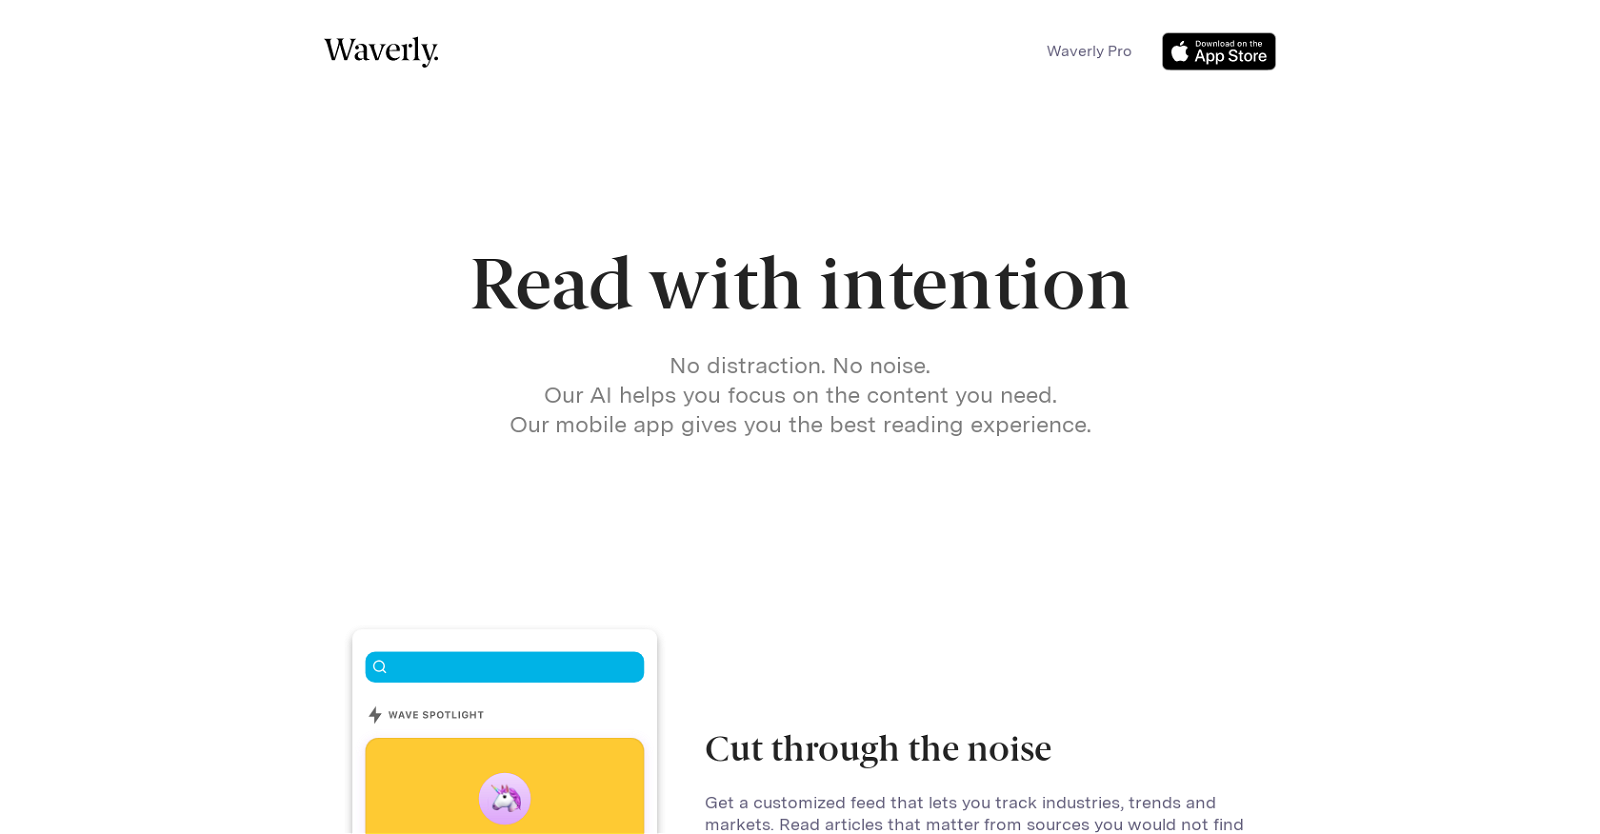 Waverly.
Waverly Pro
Download on the
App Store
Read with intention
No distraction. No noise.
Our AI helps you focus on the content you need.
Our mobile app gives you the best reading experience.
WAVE SPOTLIGHT
Cut through the noise
Get a customized feed that lets you track industries, trends and
markets. Read articles that matter from sources you would not find